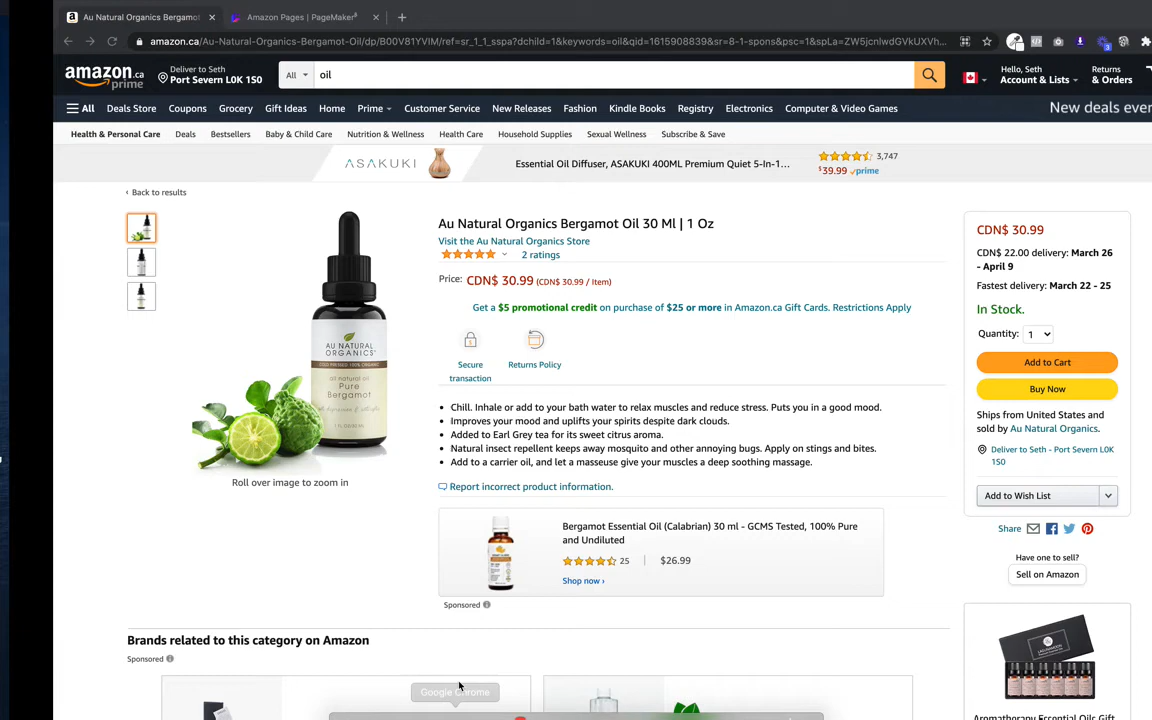 Au Natural Organics Bergamot
Amazon Pages | PageMaker³
amazon.ca/Au-Natural-Organics-Bergamot-Oil/dp/B00V81YVIM/ref=sr_1_1_sspa?dchild=1&keywords=oil&qid=1615908839&sr=8-1-spons&psc=1&spLa=ZW5jcnlwdGVkUXVh...
amazon.ca
prime
Deliver to Seth
Port Severn L0K 1S0
All
oil
Hello, Seth
Account & Lists
Returns
& Orders
All
Deals Store
Coupons
Grocery
Gift Ideas
Home
Prime
Customer Service
New Releases
Fashion
Kindle Books
Registry
Electronics
Computer & Video Games
New deals ever
Health & Personal Care
Deals
Bestsellers
Baby & Child Care
Nutrition & Wellness
Health Care
Household Supplies
Sexual Wellness
Subscribe & Save
ASAKUKI
Essential Oil Diffuser, ASAKUKI 400ML Premium Quiet 5-In-1...
3,747
$39.99 prime
‹ Back to results
AU NATURAL
ORGANICS
all natural oil
Pure
Bergamot
Roll over image to zoom in
Au Natural Organics Bergamot Oil 30 Ml | 1 Oz
Visit the Au Natural Organics Store
2 ratings
Price: CDN$ 30.99 (CDN$ 30.99 / Item)
Get a $5 promotional credit on purchase of $25 or more in Amazon.ca Gift Cards. Restrictions Apply
Secure
transaction
Returns Policy
• Chill. Inhale or add to your bath water to relax muscles and reduce stress. Puts you in a good mood.
• Improves your mood and uplifts your spirits despite dark clouds.
• Added to Earl Grey tea for its sweet citrus aroma.
• Natural insect repellent keeps away mosquito and other annoying bugs. Apply on stings and bites.
• Add to a carrier oil, and let a masseuse give your muscles a deep soothing massage.
Report incorrect product information.
Bergamot Essential Oil (Calabrian) 30 ml - GCMS Tested, 100% Pure
and Undiluted
25 | $26.99
Shop now ›
Sponsored
Brands related to this category on Amazon
Sponsored
Google Chrome
CDN$ 30.99
CDN$ 22.00 delivery: March 26
- April 9
Fastest delivery: March 22 - 25
In Stock.
Quantity: 1
Add to Cart
Buy Now
Ships from United States and
sold by Au Natural Organics.
Deliver to Seth - Port Severn L0K
1S0
Add to Wish List
Share
Have one to sell?
Sell on Amazon
Aromatherapy Essential Oils Gift